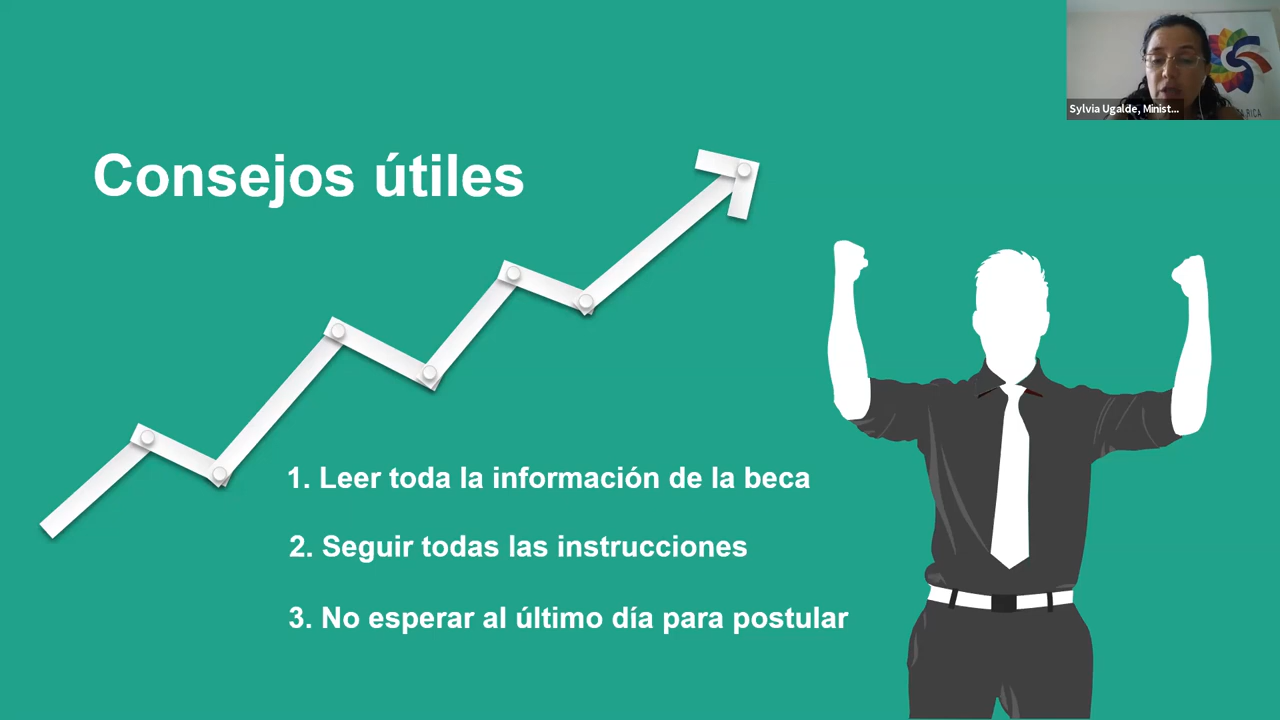 Sylvia Ugalde, Minist...
Consejos útiles
1. Leer toda la información de la beca
2. Seguir todas las instrucciones
3. No esperar al último día para postular